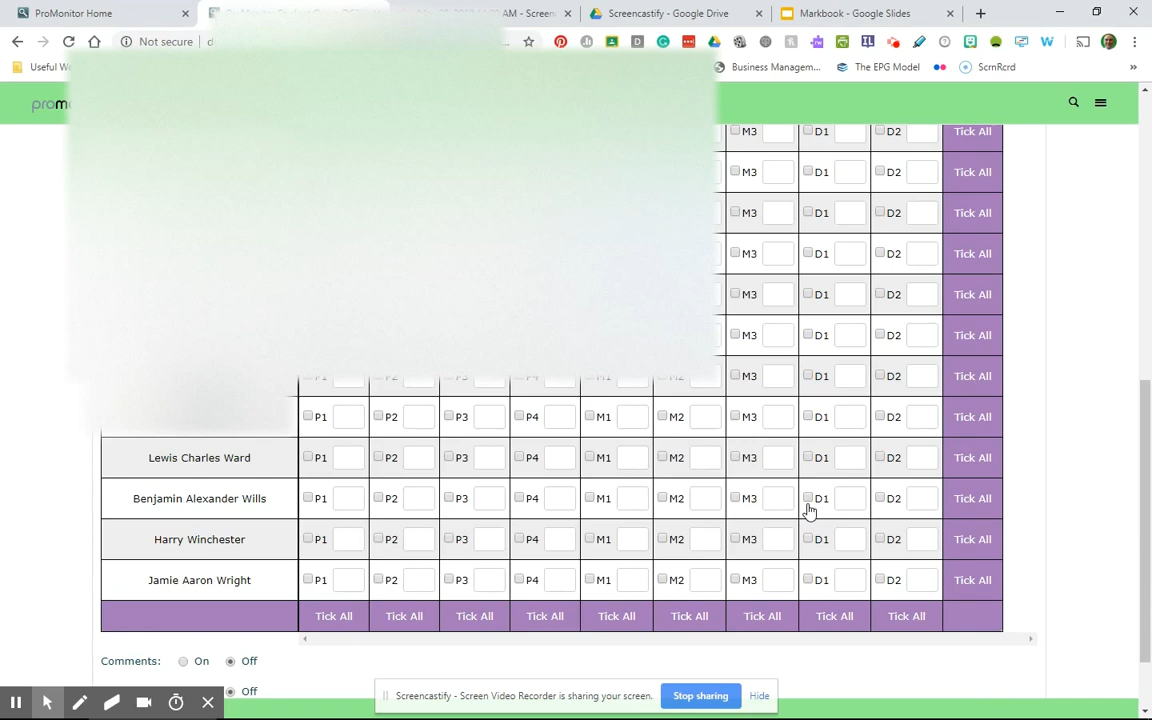 ProMonitor Home
Screencastify - Google Drive
Markbook - Google Slides
Not secure
Useful
Business Managem...
The EPG Model
ScrnRcrd
M3 D1 D2 Tick All
M3 D1 D2 Tick All
M3 D1 D2 Tick All
M3 D1 D2 Tick All
M3 D1 D2 Tick All
M3 D1 D2 Tick All
P1 P2 P3 P4 M1 M2 M3 D1 D2 Tick All
P1 P2 P3 P4 M1 M2 M3 D1 D2 Tick All
Lewis Charles Ward P1 P2 P3 P4 M1 M2 M3 D1 D2 Tick All
Benjamin Alexander Wills P1 P2 P3 P4 M1 M2 M3 D1 D2 Tick All
Harry Winchester P1 P2 P3 P4 M1 M2 M3 D1 D2 Tick All
Jamie Aaron Wright P1 P2 P3 P4 M1 M2 M3 D1 D2 Tick All
Tick All Tick All Tick All Tick All Tick All Tick All Tick All Tick All Tick All
Comments: On Off
Off
Screencastify - Screen Video Recorder is sharing your screen. Stop sharing Hide